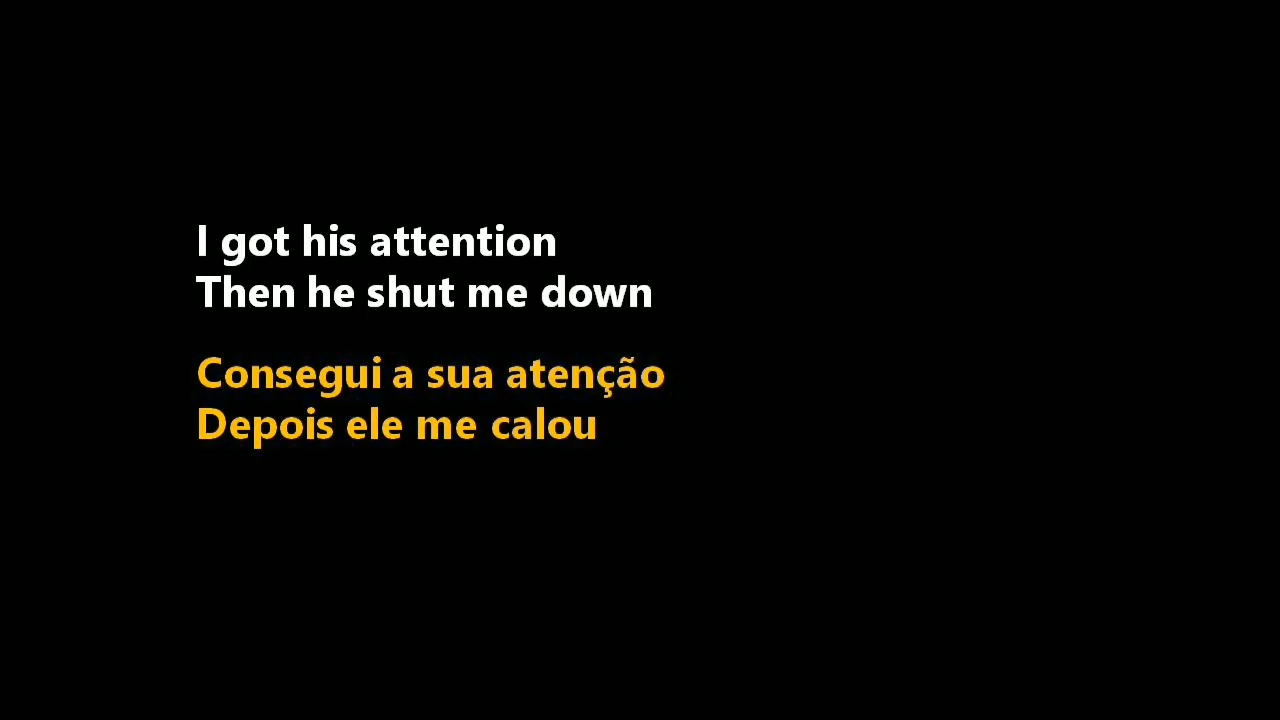 I got his attention
Then he shut me down
Consegui a sua atenção
Depois ele me calou